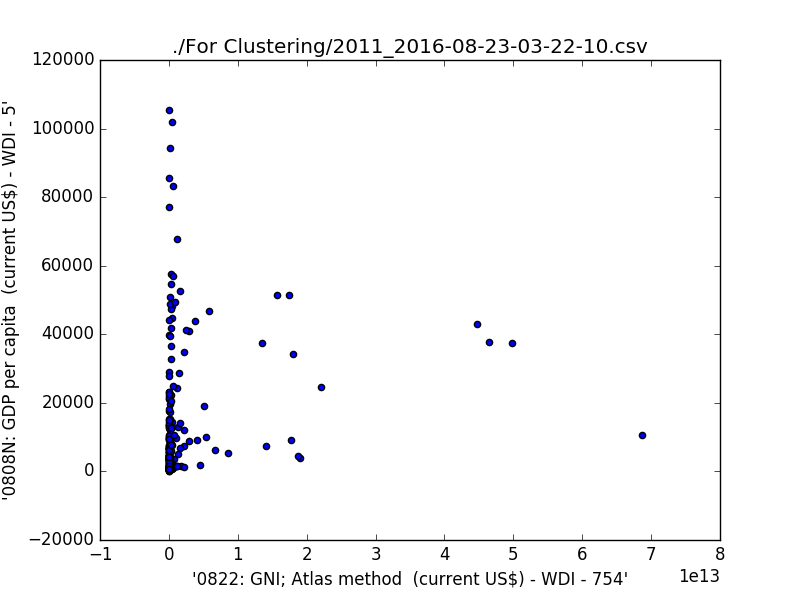 ./For Clustering/2011_2016-08-23-03-22-10.csv
120000
100000
80000
60000
40000
20000
0
−20000
'0808N: GDP per capita  (current US$) - WDI - 5'
−1 0 1 2 3 4 5 6 7 8
1e13
'0822: GNI; Atlas method  (current US$) - WDI - 754'